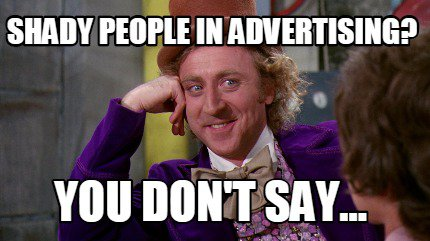 SHADY PEOPLE IN ADVERTISING?
YOU DON'T SAY...